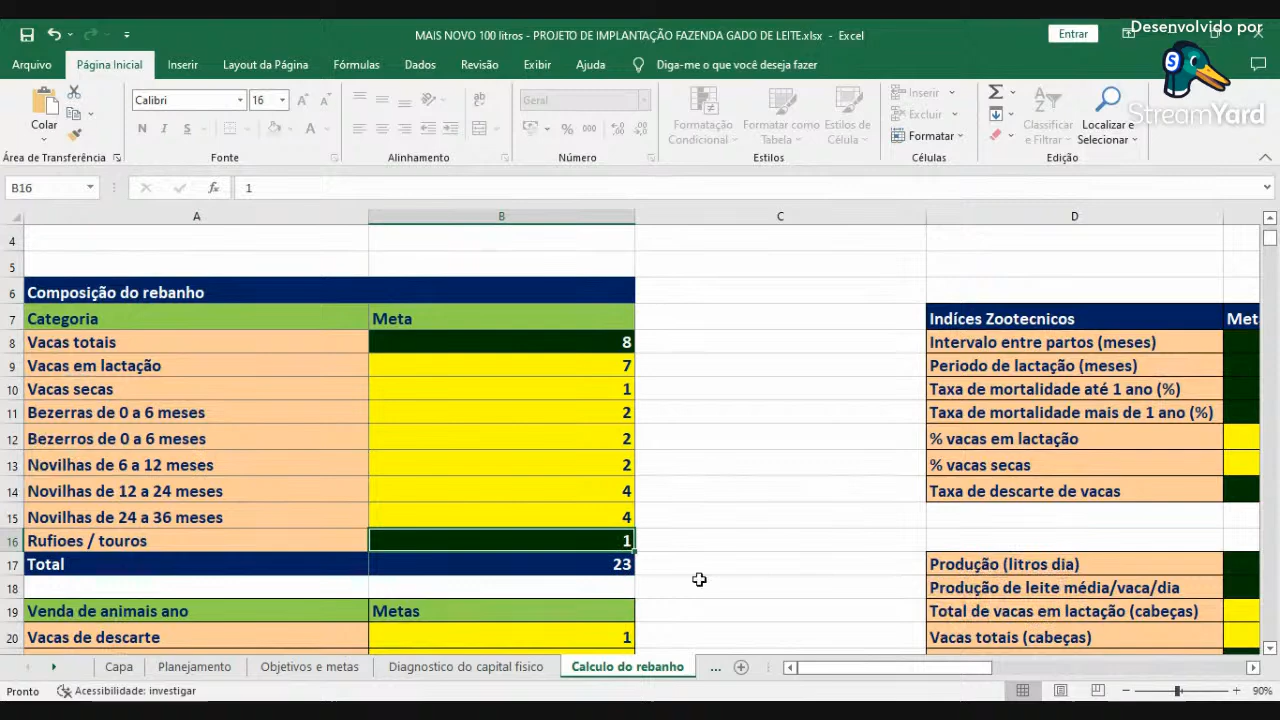 Desenvolvido por
StreamYard
MAIS NOVO 100 litros - PROJETO DE IMPLANTAÇÃO FAZENDA GADO DE LEITE.xlsx - Excel
Entrar
Arquivo Página Inicial Inserir Layout da Página Fórmulas Dados Revisão Exibir Ajuda Diga-me o que você deseja fazer
Colar
Calibri 16
N I S
Geral
% 000
Formatação Condicional
Formatar como Tabela
Estilos de Célula
Inserir
Excluir
Formatar
Classificar e Filtrar
Localizar e Selecionar
Área de Transferência Fonte Alinhamento Número Estilos Células Edição
B16 fx 1
A B C D
4
5
6 Composição do rebanho
7 Categoria Meta Indíces Zootecnicos Met
8 Vacas totais 8 Intervalo entre partos (meses)
9 Vacas em lactação 7 Periodo de lactação (meses)
10 Vacas secas 1 Taxa de mortalidade até 1 ano (%)
11 Bezerras de 0 a 6 meses 2 Taxa de mortalidade mais de 1 ano (%)
12 Bezerros de 0 a 6 meses 2 % vacas em lactação
13 Novilhas de 6 a 12 meses 2 % vacas secas
14 Novilhas de 12 a 24 meses 4 Taxa de descarte de vacas
15 Novilhas de 24 a 36 meses 4
16 Rufioes / touros 1
17 Total 23 Produção (litros dia)
18 Produção de leite média/vaca/dia
19 Venda de animais ano Metas Total de vacas em lactação (cabeças)
20 Vacas de descarte 1 Vacas totais (cabeças)
Capa Planejamento Objetivos e metas Diagnostico do capital fisico Calculo do rebanho ...
Pronto Acessibilidade: investigar 90%